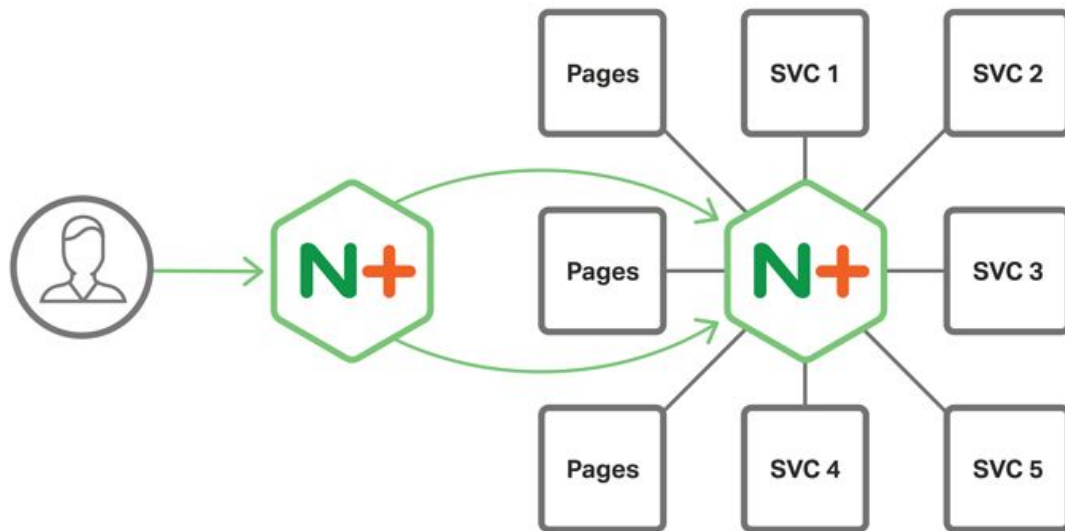 Pages
SVC 1
SVC 2
N+
Pages
N+
SVC 3
Pages
SVC 4
SVC 5